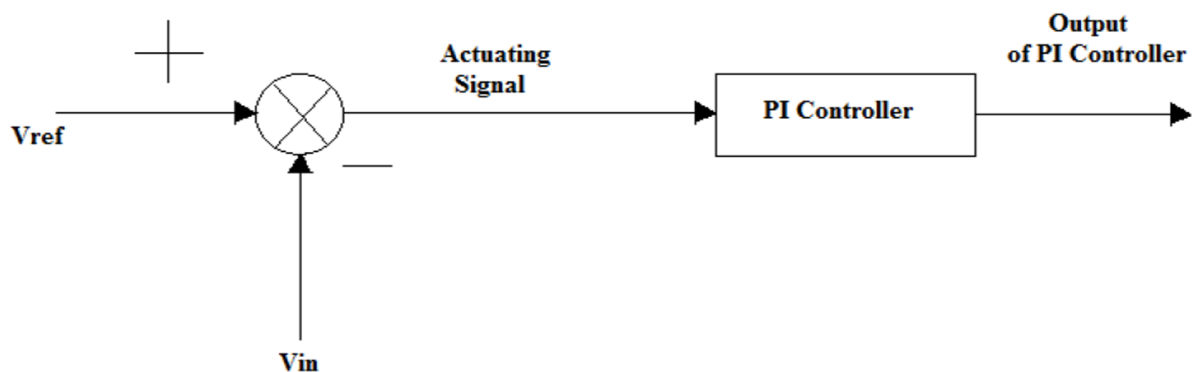 Output
of PI Controller
Actuating
Signal
PI Controller
Vref
Vin